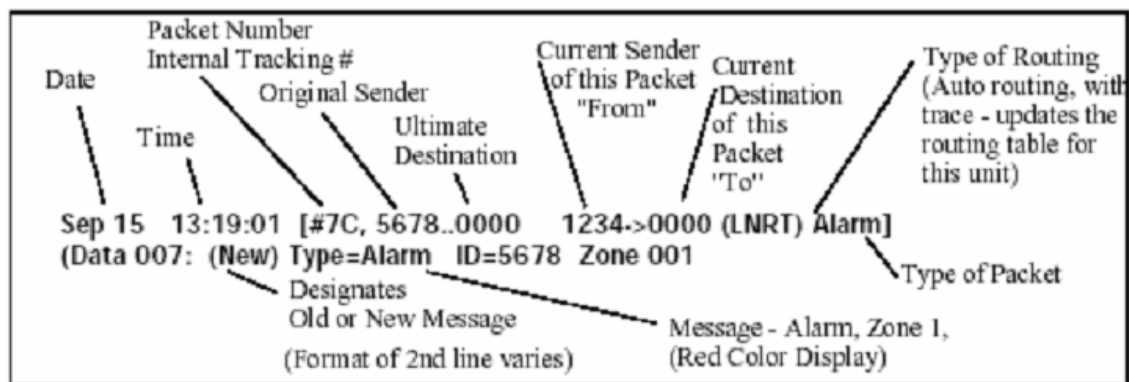 Packet Number
Internal Tracking #
Date
Time
Original Sender
Ultimate
Destination
Current Sender
of this Packet
"From"
Current
Destination
of this
Packet
"To"
Type of Routing
(Auto routing, with
trace - updates the
routing table for
this unit)
Sep 15 13:19:01 [#7C, 5678..0000 1234->0000 (LNRT) Alarm]
(Data 007: (New) Type=Alarm ID=5678 Zone 001
Designates
Old or New Message
(Format of 2nd line varies)
Message - Alarm, Zone 1,
(Red Color Display)
Type of Packet